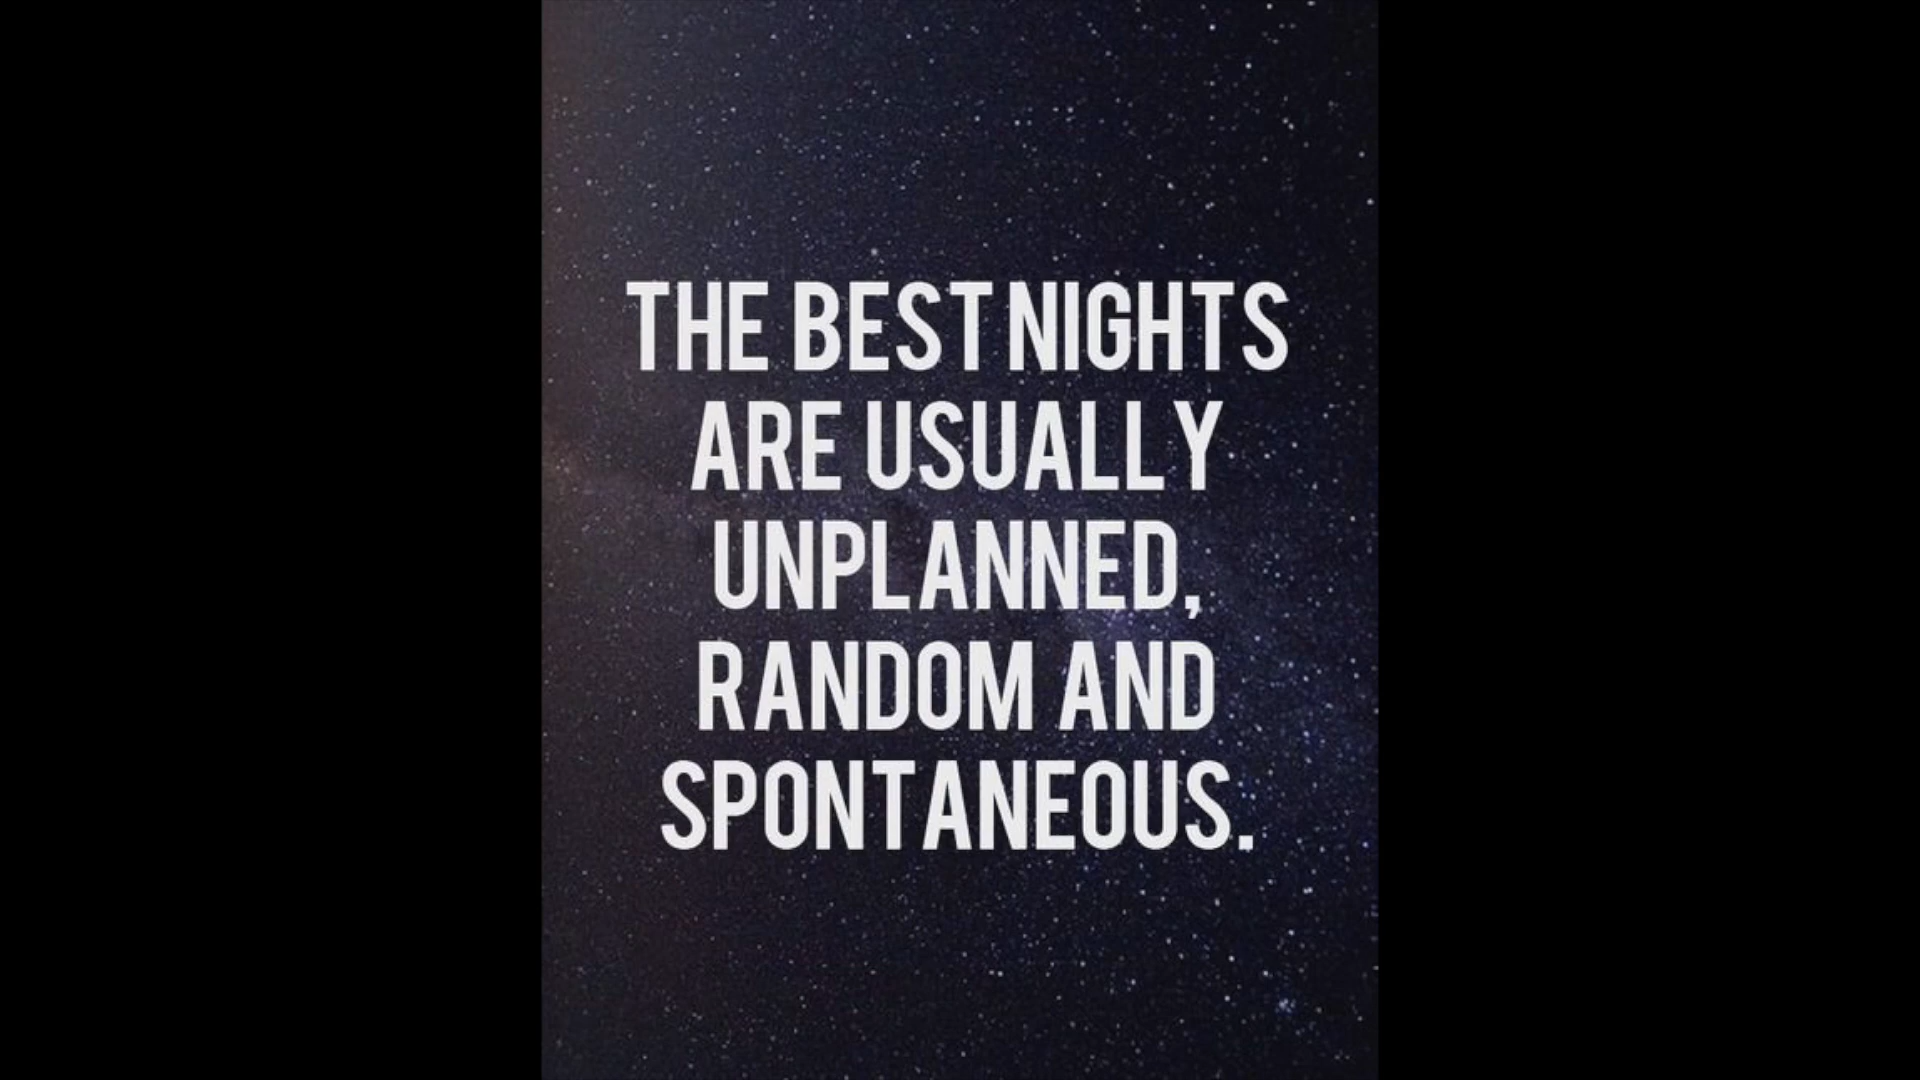 THE BEST NIGHTS
ARE USUALLY
UNPLANNED,
RANDOM AND
SPONTANEOUS.